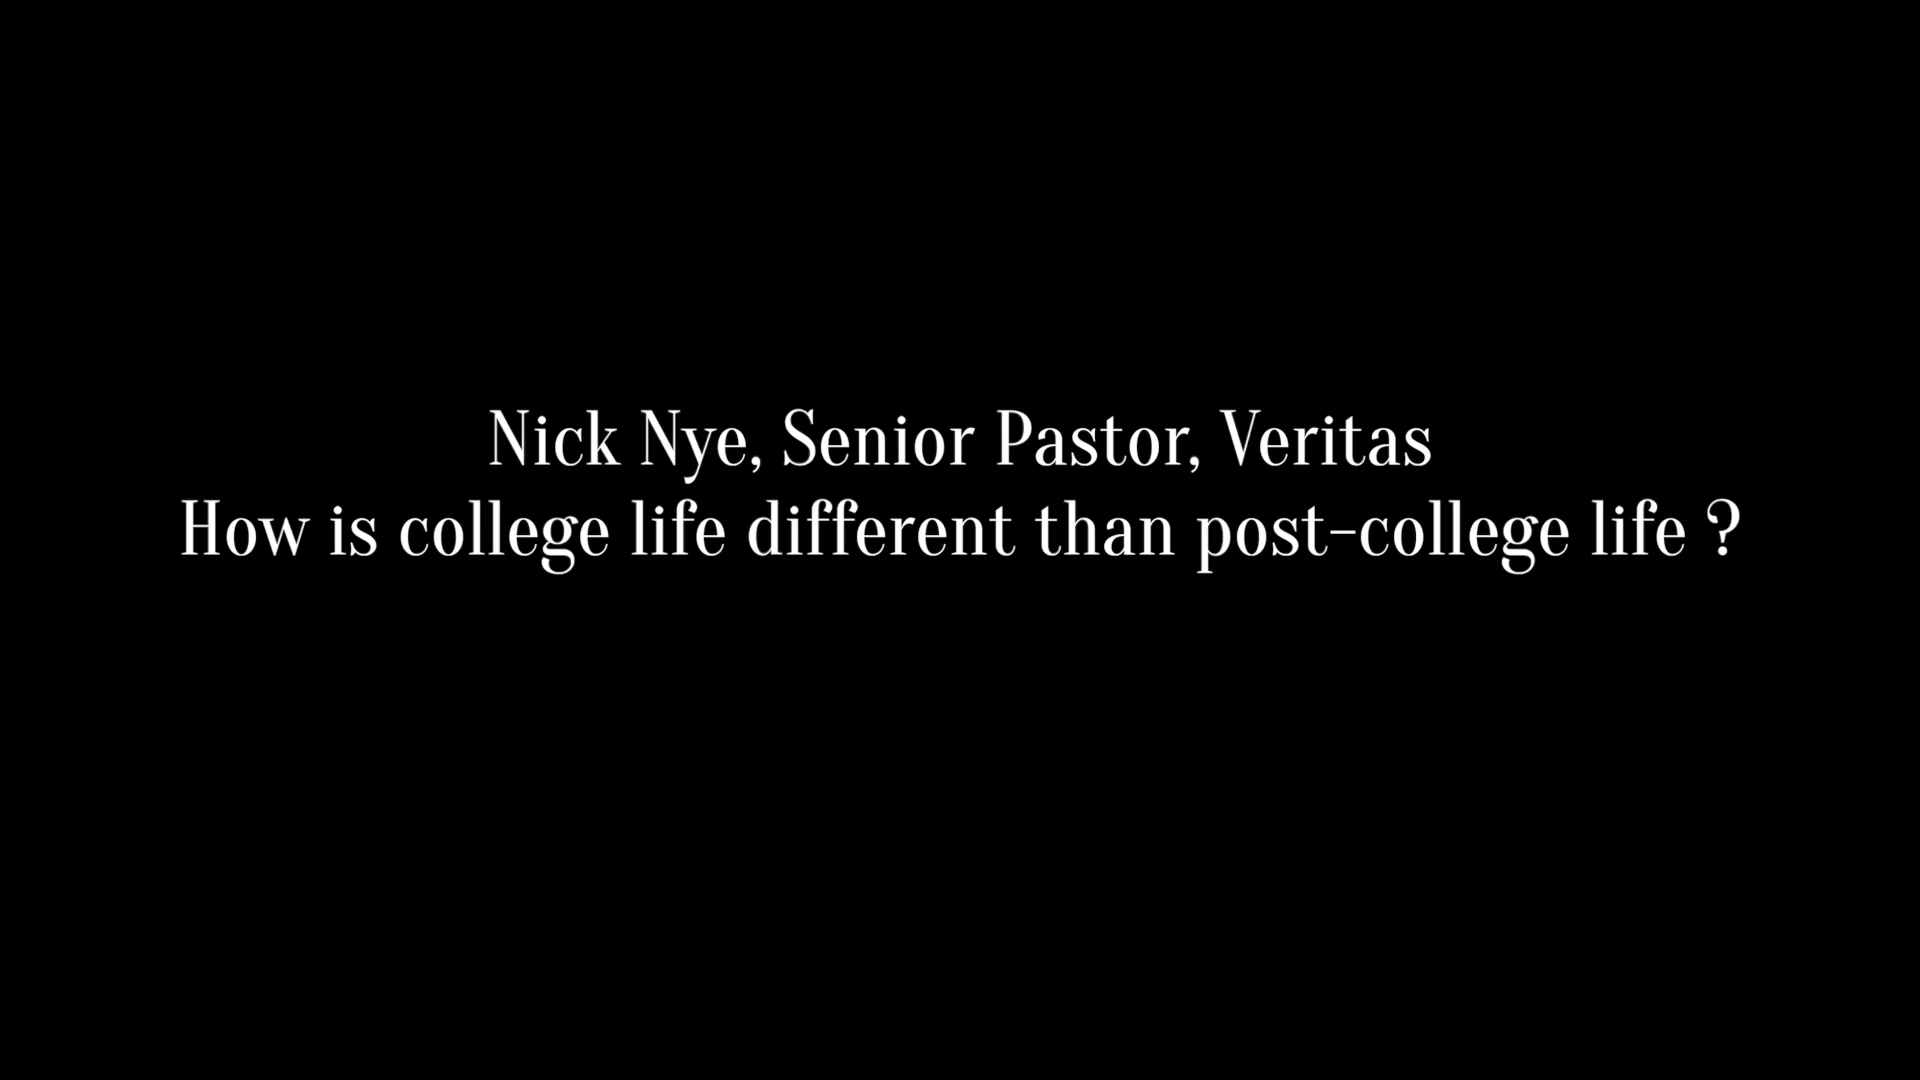 Nick Nye, Senior Pastor, Veritas
How is college life different than post-college life ?